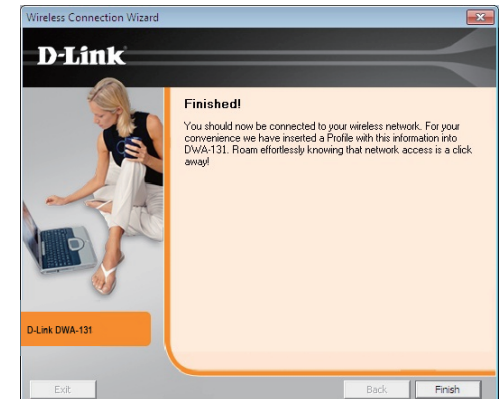 Wireless Connection Wizard
D-Link
Finished!
You should now be connected to your wireless network. For your
convenience we have inserted a Profile with this information into
DWA-131. Roam effortlessly knowing that network access is a click
away!
D-Link DWA-131
Exit
Back
Finish